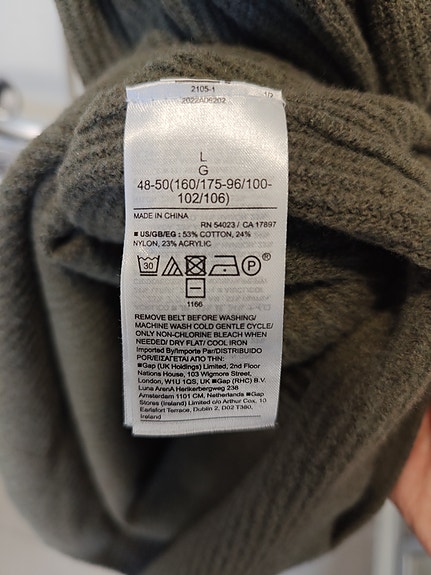 2105-1
2022A06202
1/2
L
G
48-50(160/175-96/100-
102/106)
MADE IN CHINA
RN 54023 / CA 17897
■ US/GB/EG : 53% COTTON, 24%
NYLON, 23% ACRYLIC
30
P
1166
REMOVE BELT BEFORE WASHING/
MACHINE WASH COLD GENTLE CYCLE/
ONLY NON-CHLORINE BLEACH WHEN
NEEDED/ DRY FLAT/ COOL IRON
Imported By/Importe Par/DISTRIBUIDO
POR/ΕΙΣΑΓΕΤΑΙ ΑΠΟ ΤΗΝ:
■Gap (UK Holdings) Limited, 2nd Floor
Nations House, 103 Wigmore Street,
London, W1U 1QS, UK ■Gap (RHC) B.V.
Luna ArenA Herikerbergweg 238
Amsterdam 1101 CM, Netherlands ■Gap
Stores (Ireland) Limited c/o Arthur Cox, 10
Earlsfort Terrace, Dublin 2, D02 T380,
Ireland